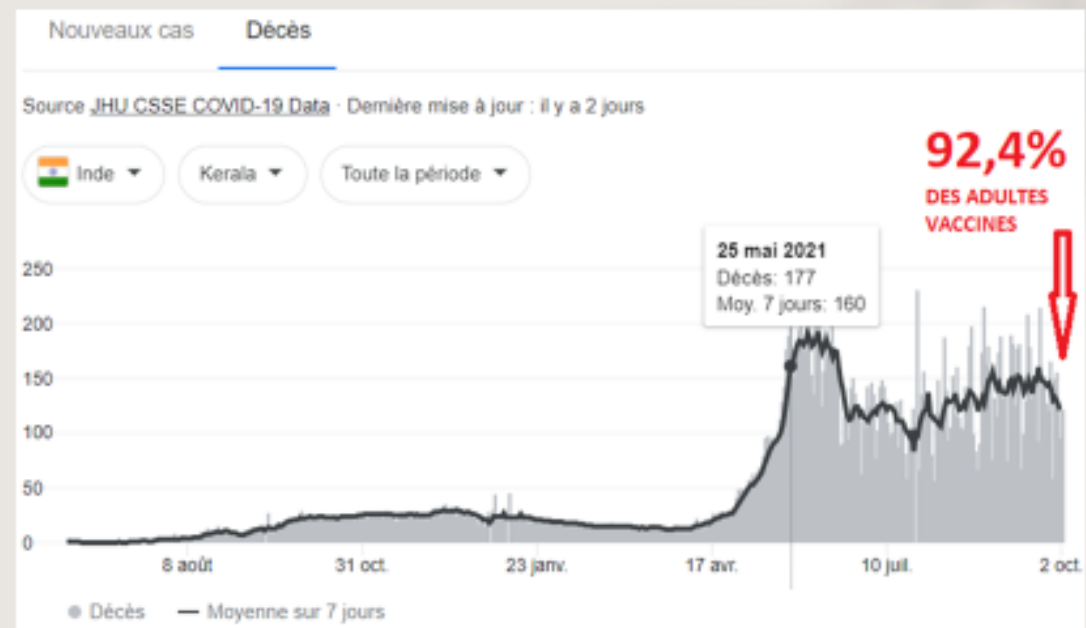 Nouveaux cas Décès
Source JHU CSSE COVID-19 Data · Dernière mise à jour : il y a 2 jours
Inde Kerala Toute la période
92,4%
DES ADULTES
VACCINES
25 mai 2021
Décès: 177
Moy. 7 jours: 160
250
200
150
100
50
0
8 août 31 oct. 23 janv. 17 avr. 10 juil. 2 oct.
Décès Moyenne sur 7 jours